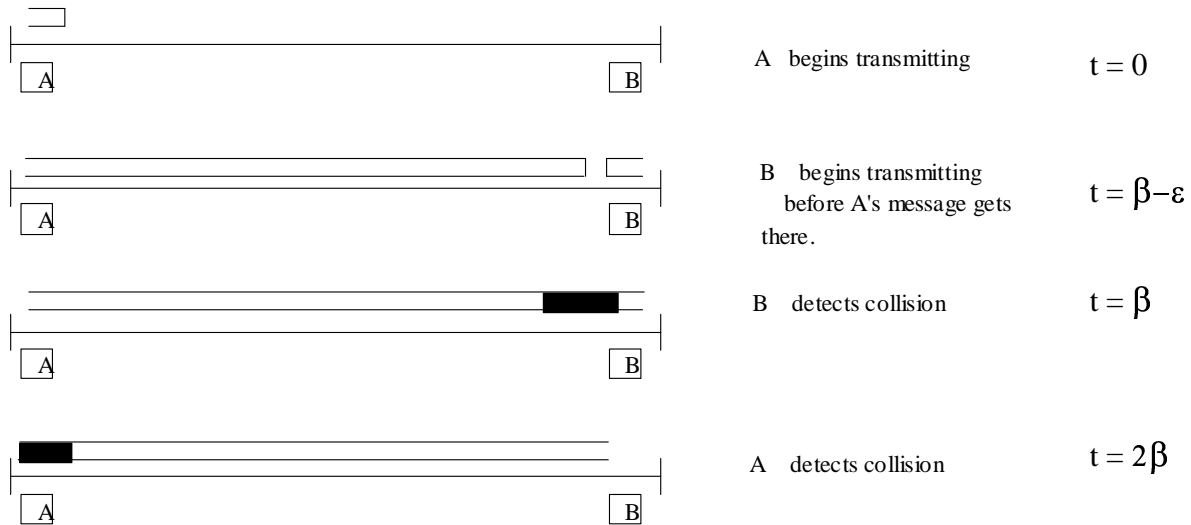 A begins transmitting t = 0
A B
B begins transmitting
before A's message gets t = β−ε
there.
A B
B detects collision t = β
A B
A detects collision t = 2β
A B